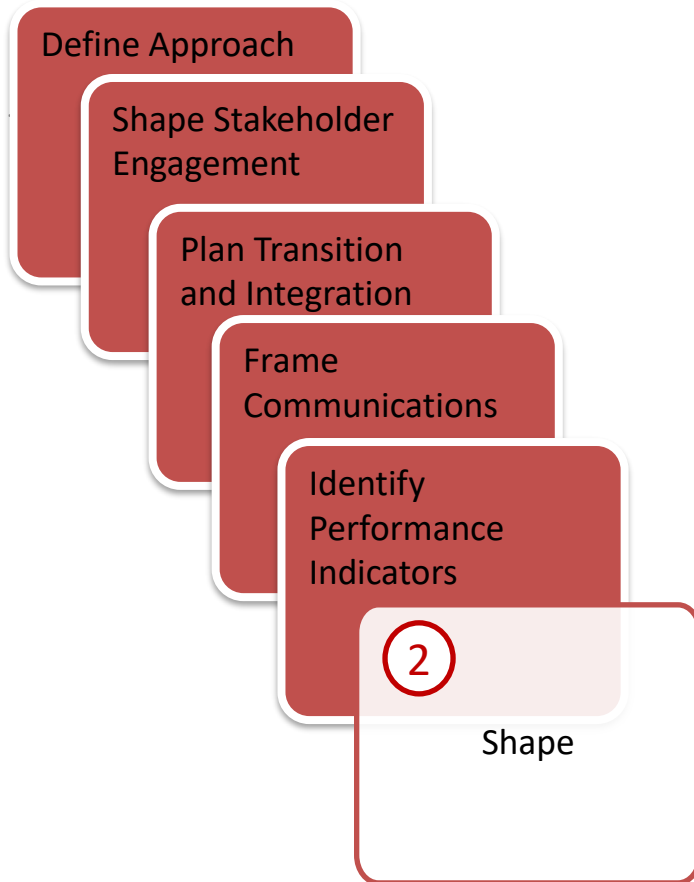 Define Approach
Shape Stakeholder
Engagement
Plan Transition
and Integration
Frame
Communications
Identify
Performance
Indicators
2
Shape